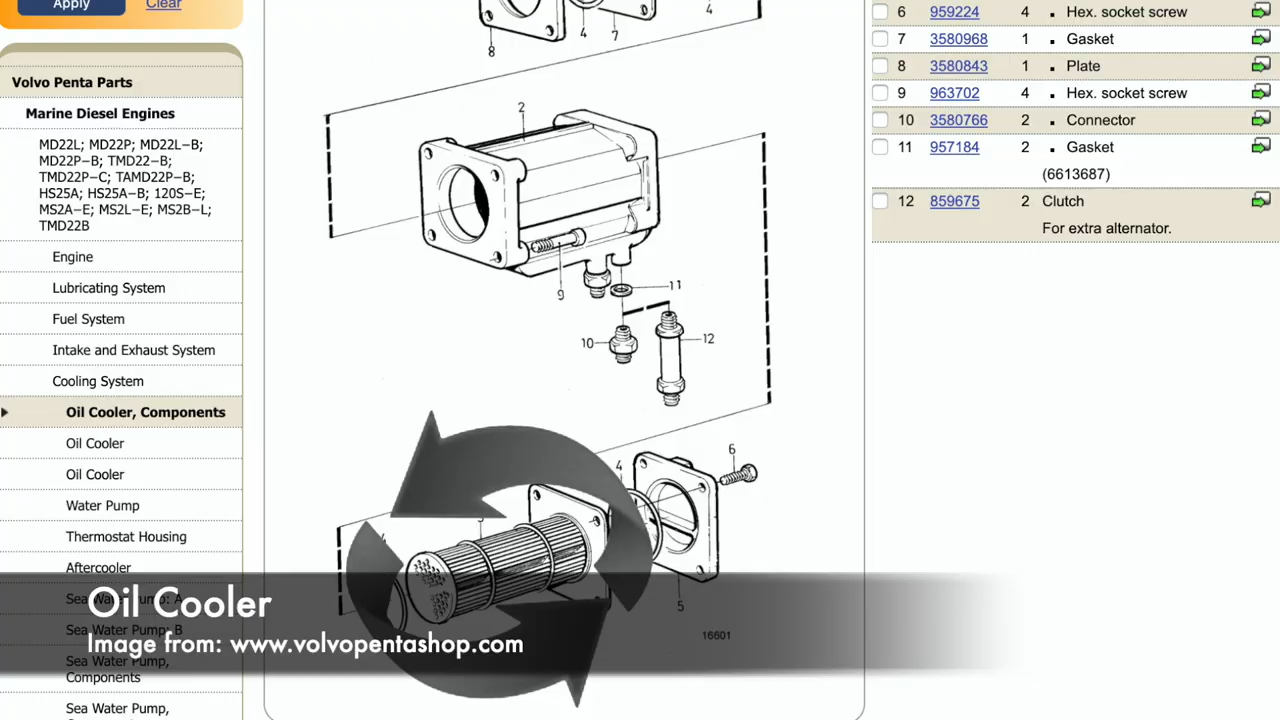 Apply
Clear
Volvo Penta Parts
Marine Diesel Engines
MD22L; MD22P; MD22L–B;
MD22P–B; TMD22–B;
TMD22P–C; TAMD22P–B;
HS25A; HS25A–B; 120S–E;
MS2A–E; MS2L–E; MS2B–L;
TMD22B
Engine
Lubricating System
Fuel System
Intake and Exhaust System
Cooling System
Oil Cooler, Components
Oil Cooler
Oil Cooler
Water Pump
Thermostat Housing
Aftercooler
Sea Water Pump: A
Sea Water Pump: B
Sea Water Pump,
Components
Sea Water Pump,
8
4
7
4
2
9
11
10
12
4
6
5
16601
6 959224 4 Hex. socket screw
7 3580968 1 Gasket
8 3580843 1 Plate
9 963702 4 Hex. socket screw
10 3580766 2 Connector
11 957184 2 Gasket
(6613687)
12 859675 2 Clutch
For extra alternator.
Oil Cooler
Image from: www.volvopentashop.com